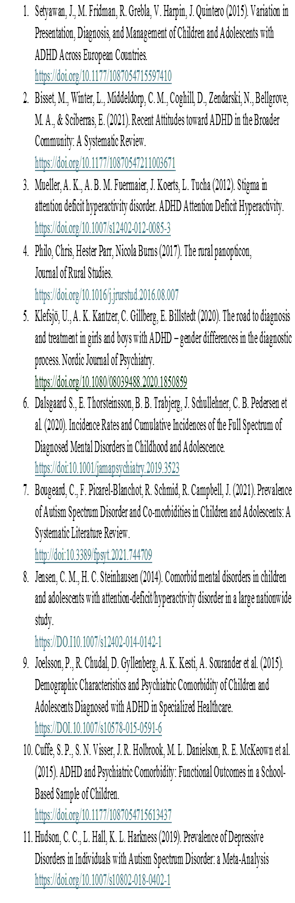 1. Setyawan, J., M. Fridman, R. Grebla, V. Harpin, J. Quintero (2015). Variation in
Presentation, Diagnosis, and Management of Children and Adolescents with
ADHD Across European Countries.
https://doi.org/10.1177/1087054715597410
2. Bisset, M., Winter, L., Middeldorp, C. M., Coghill, D., Zendarski, N., Bellgrove,
M. A., & Sciberras, E. (2021). Recent Attitudes toward ADHD in the Broader
Community: A Systematic Review.
https://doi.org/10.1177/10870547211003671
3. Mueller, A. K., A. B. M. Fuermaier, J. Koerts, L. Tucha (2012). Stigma in
attention deficit hyperactivity disorder. ADHD Attention Deficit Hyperactivity.
https://doi.org/10.1007/s12402-012-0085-3
4. Philo, Chris, Hester Parr, Nicola Burns (2017). The rural panopticon,
Journal of Rural Studies.
https://doi.org/10.1016/j.jrurstud.2016.08.007
5. Klefsjö, U., A. K. Kantzer, C. Gillberg, E. Billstedt (2020). The road to diagnosis
and treatment in girls and boys with ADHD – gender differences in the diagnostic
process. Nordic Journal of Psychiatry.
https://doi.org/10.1080/08039488.2020.1850859
6. Dalsgaard S., E. Thorsteinsson, B. B. Trabjerg, J. Schullehner, C. B. Pedersen et
al. (2020). Incidence Rates and Cumulative Incidences of the Full Spectrum of
Diagnosed Mental Disorders in Childhood and Adolescence.
https://doi:10.1001/jamapsychiatry.2019.3523
7. Bougeard, C., F. Picarel-Blanchot, R. Schmid, R. Campbell, J. (2021). Prevalence
of Autism Spectrum Disorder and Co-morbidities in Children and Adolescents: A
Systematic Literature Review.
http://doi:10.3389/fpsyt.2021.744709
8. Jensen, C. M., H. C. Steinhausen (2014). Comorbid mental disorders in children
and adolescents with attention-deficit/hyperactivity disorder in a large nationwide
study.
https://DO.I10.1007/s12402-014-0142-1
9. Joelsson, P., R. Chudal, D. Gyllenberg, A. K. Kesti, A. Sourander et al. (2015).
Demographic Characteristics and Psychiatric Comorbidity of Children and
Adolescents Diagnosed with ADHD in Specialized Healthcare.
https://DOI.10.1007/s10578-015-0591-6
10. Cuffe, S. P., S. N. Visser, J. R. Holbrook, M. L. Danielson, R. E. McKeown et al.
(2015). ADHD and Psychiatric Comorbidity: Functional Outcomes in a School-
Based Sample of Children.
https://doi.org/10.1177/1087054715613437
11. Hudson, C. C., L. Hall, K. L. Harkness (2019). Prevalence of Depressive
Disorders in Individuals with Autism Spectrum Disorder: a Meta-Analysis
https://doi.org/10.1007/s10802-018-0402-1